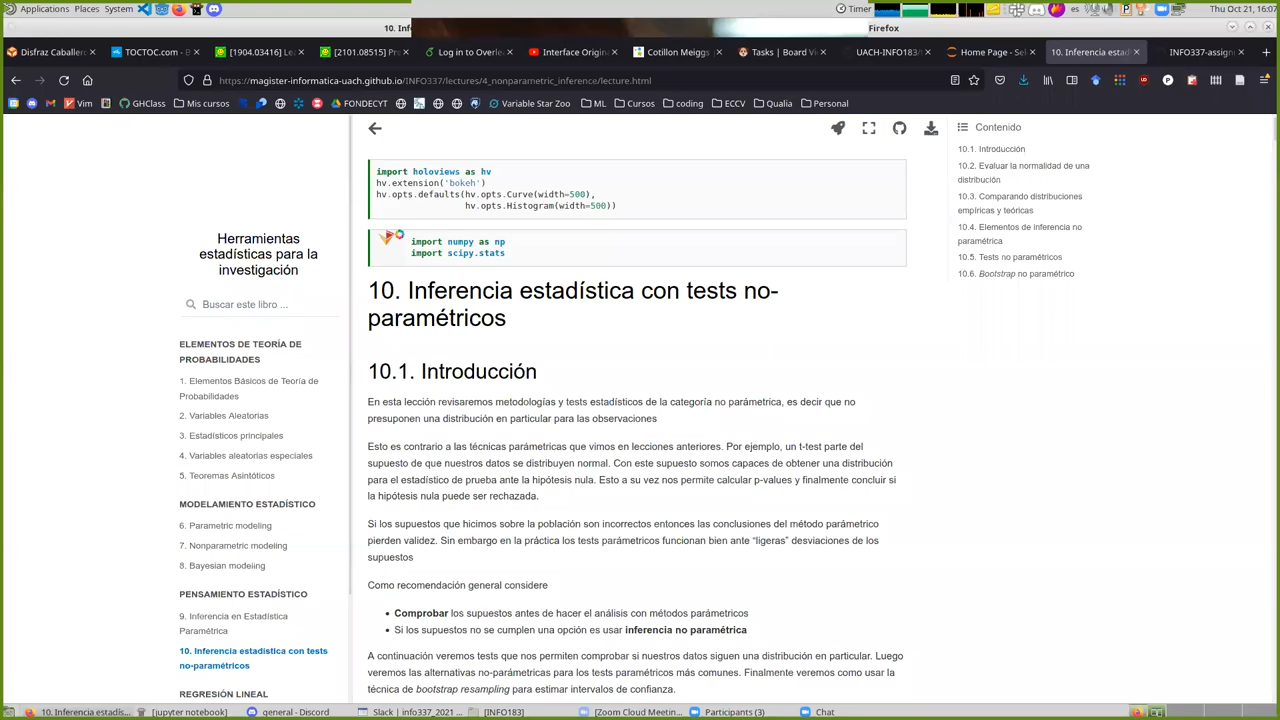 Applications Places System
Timer
es
Thu Oct 21, 16:07
10. Inf
Firefox
Disfraz Caballer
TOCTOC.com -
[1904.03416] Le
[2101.08515] Pr
Log in to Overle
Interface Origin
Cotillon Meiggs
Tasks | Board Vi
UACH-INFO183/
Home Page - Sel
10. Inferencia estad
INFO337-assign
https://magister-informatica-uach.github.io/INFO337/lectures/4_nonparametric_inference/lecture.html
Vim
GHClass
Mis cursos
FONDECYT
Variable Star Zoo
ML
Cursos
coding
ECCV
Qualia
Personal
Herramientas
estadísticas para la
investigación
Buscar este libro ...
ELEMENTOS DE TEORÍA DE
PROBABILIDADES
1. Elementos Básicos de Teoría de
Probabilidades
2. Variables Aleatorias
3. Estadísticos principales
4. Variables aleatorias especiales
5. Teoremas Asintóticos
MODELAMIENTO ESTADÍSTICO
6. Parametric modeling
7. Nonparametric modeling
8. Bayesian modeling
PENSAMIENTO ESTADÍSTICO
9. Inferencia en Estadística
Paramétrica
10. Inferencia estadística con tests
no-paramétricos
REGRESIÓN LINEAL
import holoviews as hv
hv.extension('bokeh')
hv.opts.defaults(hv.opts.Curve(width=500),
hv.opts.Histogram(width=500))
import numpy as np
import scipy.stats
10. Inferencia estadística con tests no-
paramétricos
10.1. Introducción
En esta lección revisaremos metodologías y tests estadísticos de la categoría no parámetrica, es decir que no
presuponen una distribución en particular para las observaciones
Esto es contrario a las técnicas parámetricas que vimos en lecciones anteriores. Por ejemplo, un t-test parte del
supuesto de que nuestros datos se distribuyen normal. Con este supuesto somos capaces de obtener una distribución
para el estadístico de prueba ante la hipótesis nula. Esto a su vez nos permite calcular p-values y finalmente concluir si
la hipótesis nula puede ser rechazada.
Si los supuestos que hicimos sobre la población son incorrectos entonces las conclusiones del método parámetrico
pierden validez. Sin embargo en la práctica los tests parámetricos funcionan bien ante "ligeras" desviaciones de los
supuestos
Como recomendación general considere
• Comprobar los supuestos antes de hacer el análisis con métodos parámetricos
• Si los supuestos no se cumplen una opción es usar inferencia no paramétrica
A continuación veremos tests que nos permiten comprobar si nuestros datos siguen una distribución en particular. Luego
veremos las alternativas no-parámetricas para los tests paramétricos más comunes. Finalmente veremos como usar la
técnica de bootstrap resampling para estimar intervalos de confianza.
Contenido
10.1. Introducción
10.2. Evaluar la normalidad de una
distribución
10.3. Comparando distribuciones
empíricas y teóricas
10.4. Elementos de inferencia no
paramétrica
10.5. Tests no paramétricos
10.6. Bootstrap no paramétrico
10. Inferencia estadís...
[jupyter notebook]
general - Discord
Slack | info337_2021 ...
[INFO183]
[Zoom Cloud Meetin...
Participants (3)
Chat